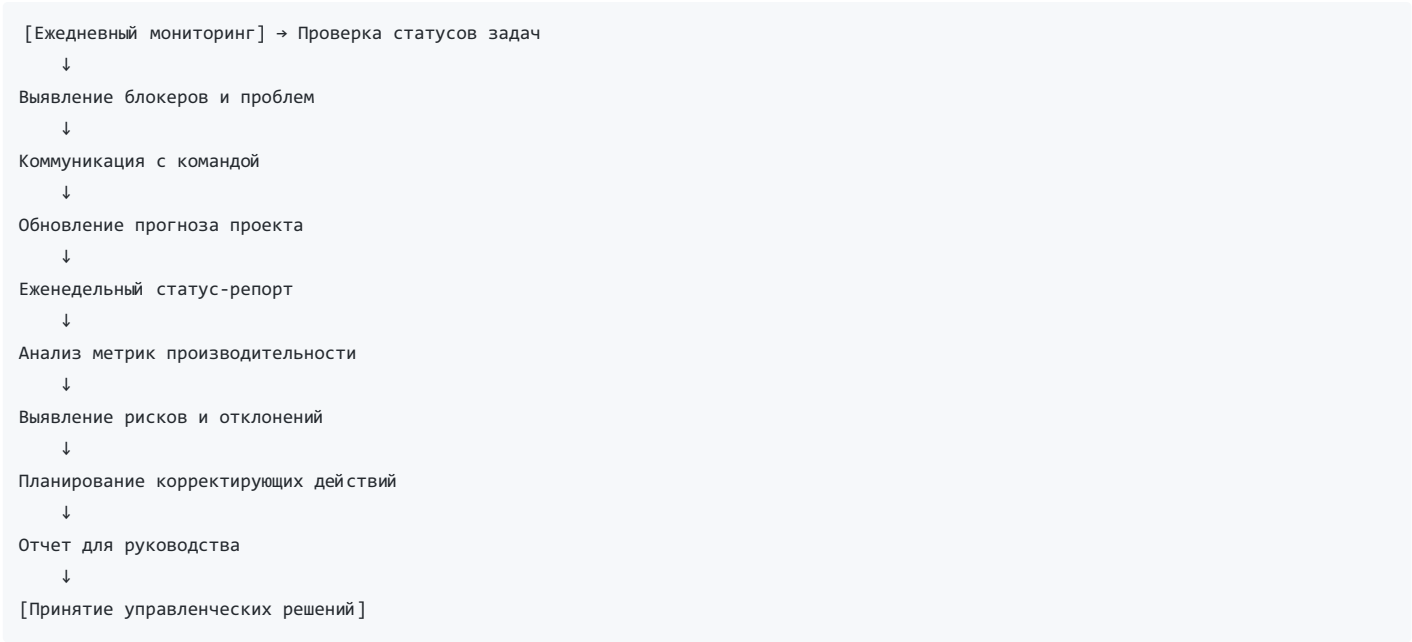 [Ежедневный мониторинг] → Проверка статусов задач
↓
Выявление блокеров и проблем
↓
Коммуникация с командой
↓
Обновление прогноза проекта
↓
Еженедельный статус-репорт
↓
Анализ метрик производительности
↓
Выявление рисков и отклонений
↓
Планирование корректирующих действий
↓
Отчет для руководства
↓
[Принятие управленческих решений]